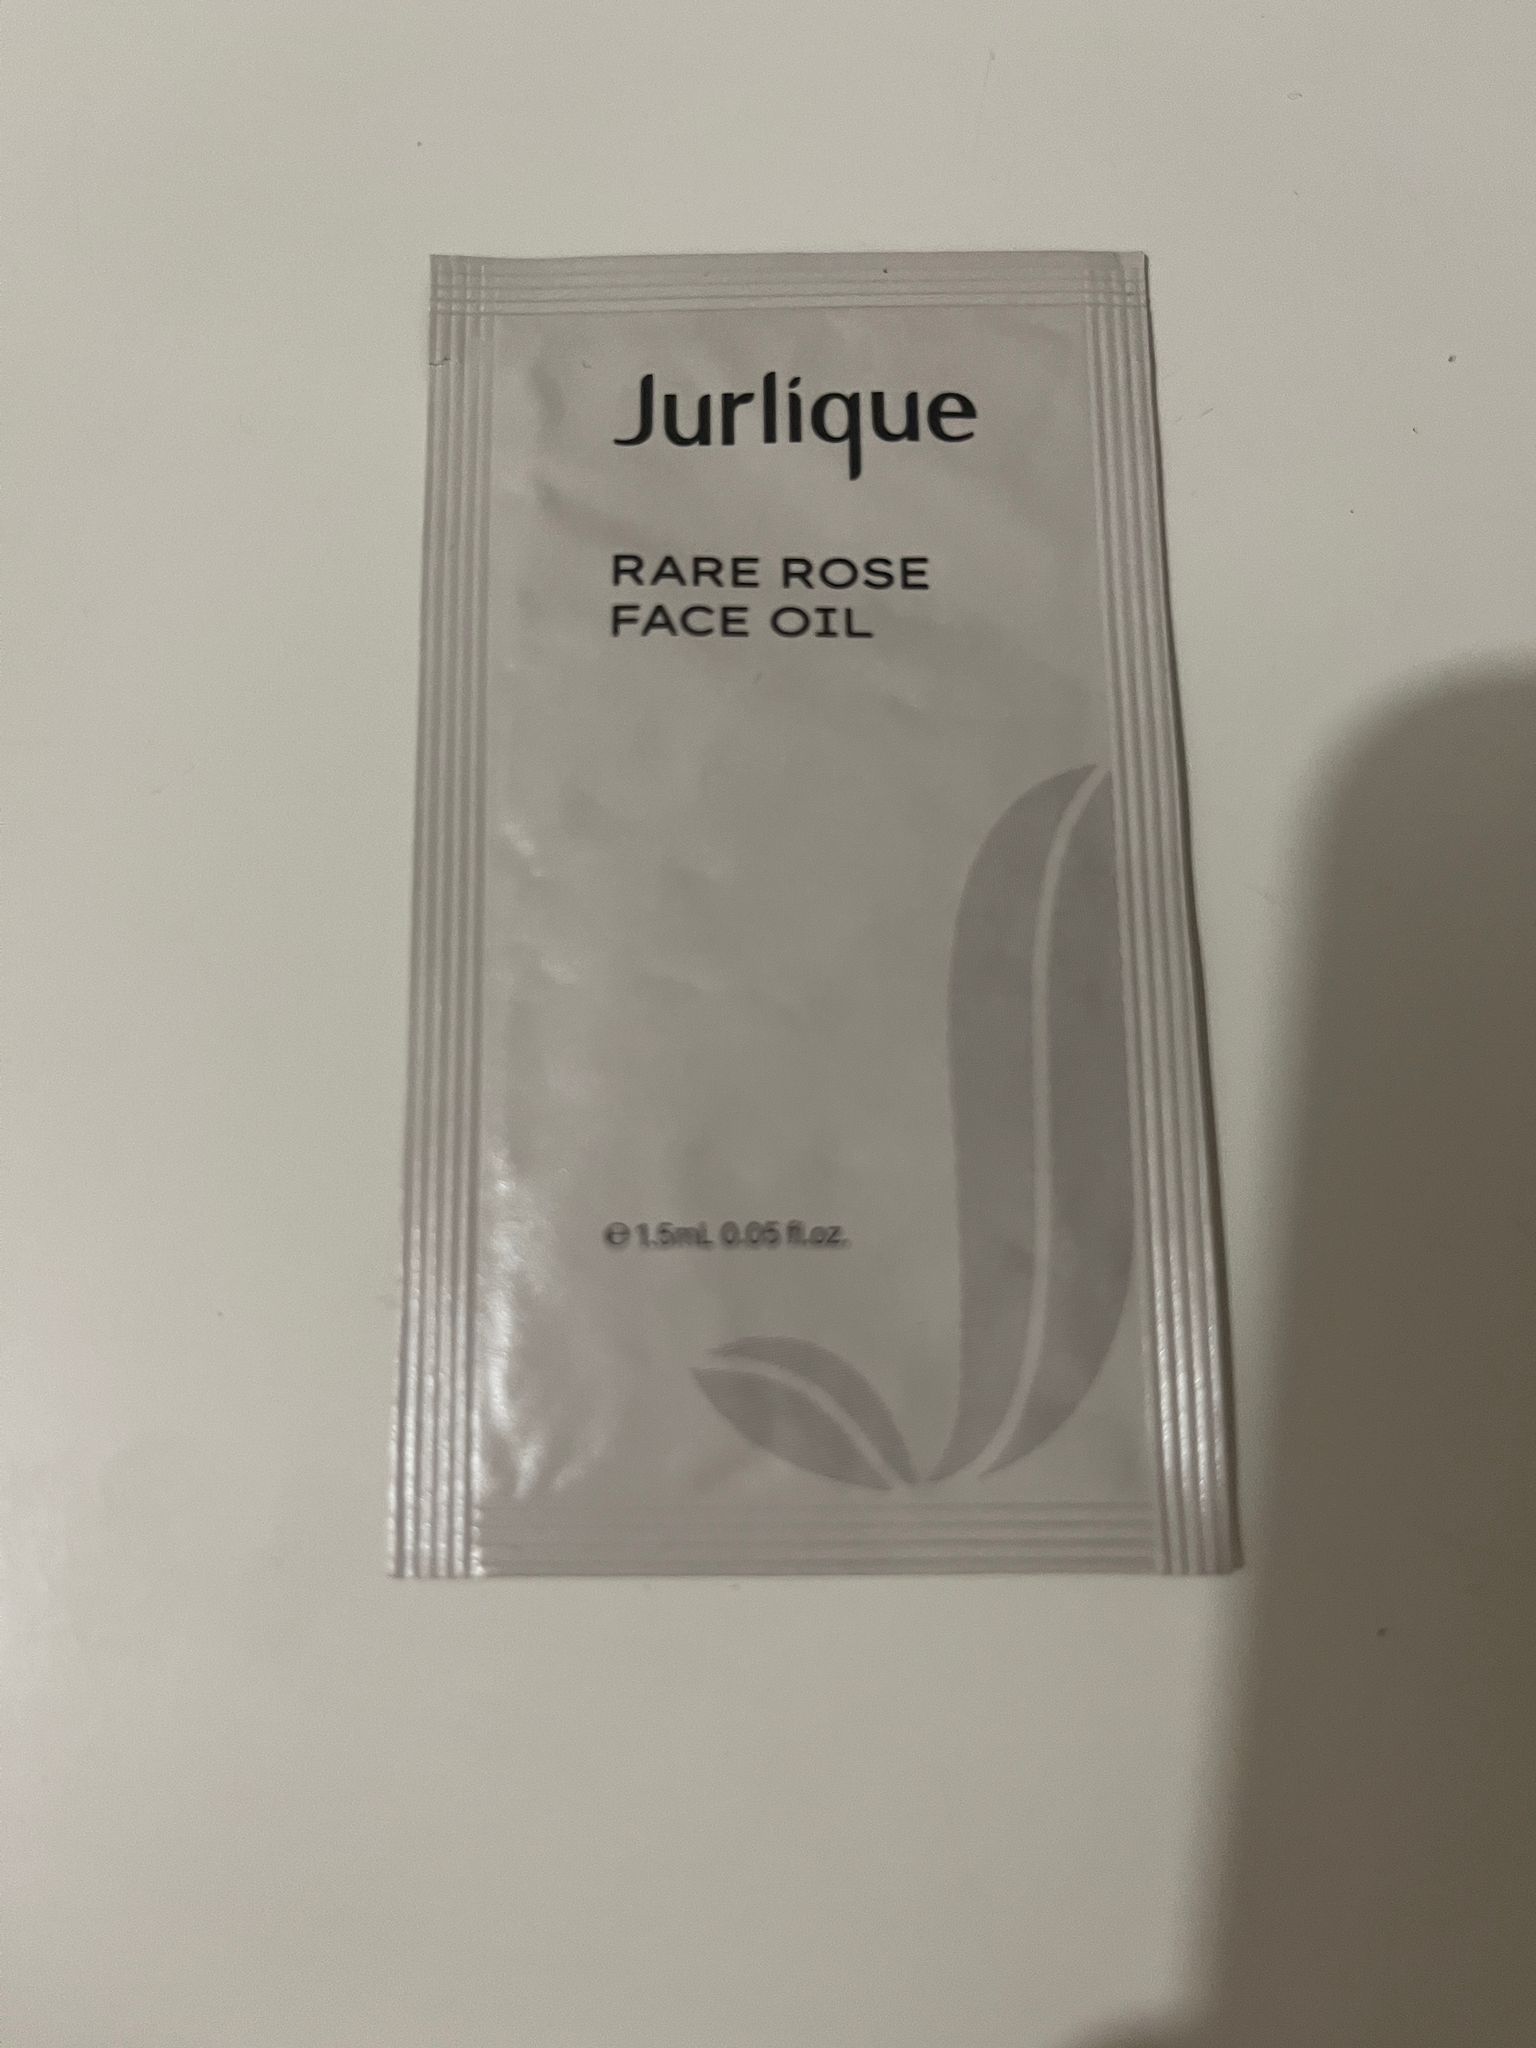 Jurlique
RARE ROSE
FACE OIL
℮ 1.5mL 0.05 fl.oz.